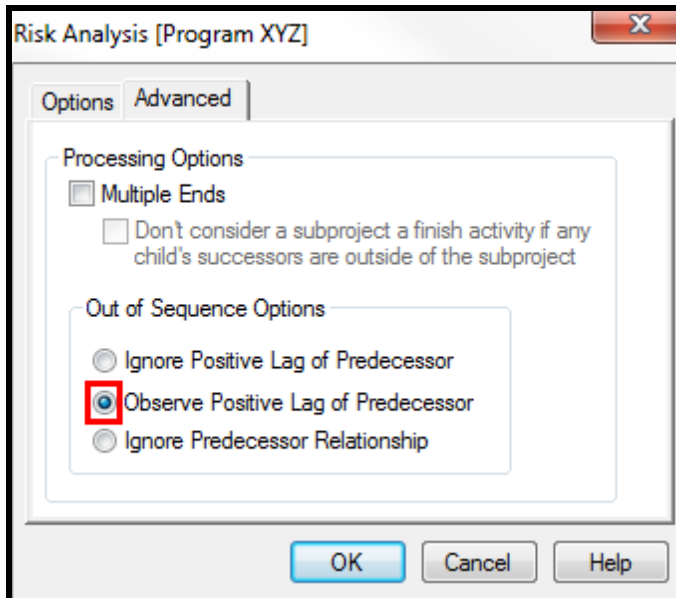 Risk Analysis [Program XYZ]
Options Advanced
Processing Options
Multiple Ends
Don't consider a subproject a finish activity if any
child's successors are outside of the subproject
Out of Sequence Options
Ignore Positive Lag of Predecessor
Observe Positive Lag of Predecessor
Ignore Predecessor Relationship
OK Cancel Help